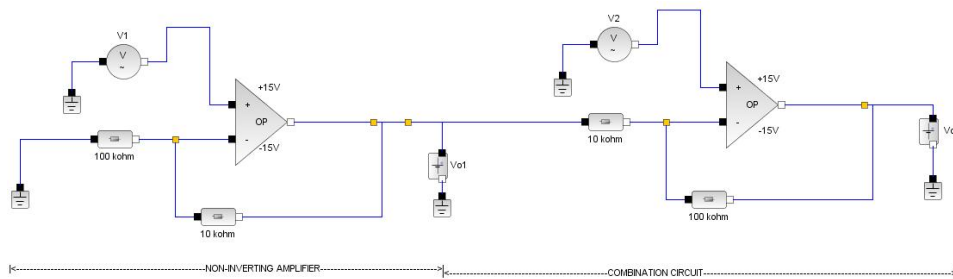 V1
V
~
+15V
+
OP
-
-15V
100 kohm
10 kohm
Vo1
V2
V
~
+15V
+
OP
-
-15V
10 kohm
100 kohm
NON-INVERTING AMPLIFIER
COMBINATION CIRCUIT